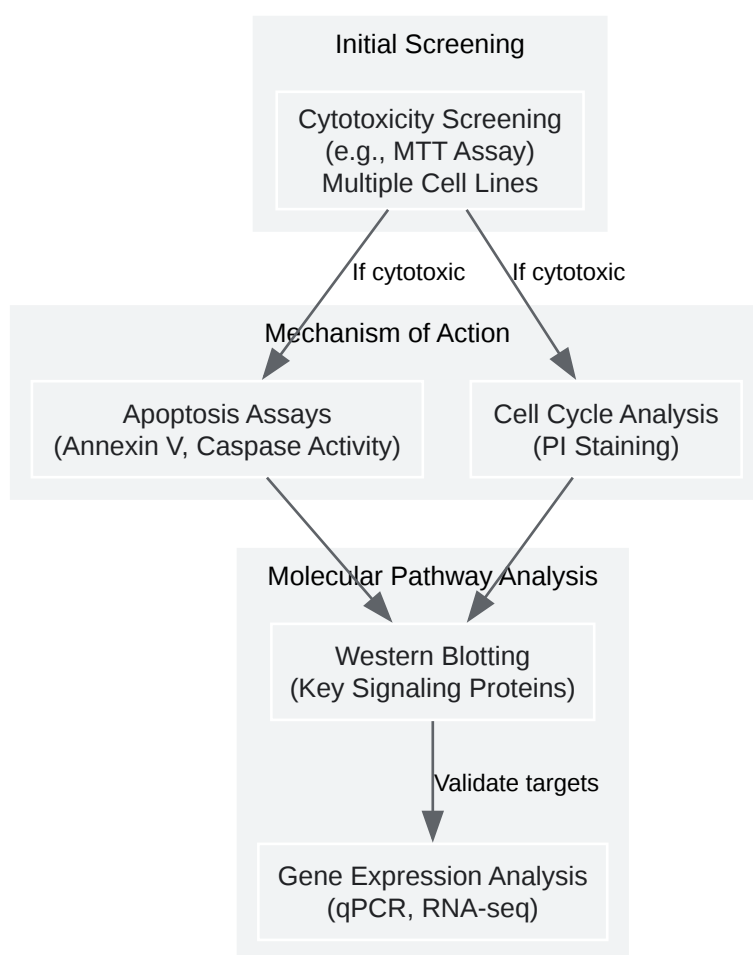 Initial Screening
Cytotoxicity Screening
(e.g., MTT Assay)
Multiple Cell Lines
If cytotoxic
If cytotoxic
Mechanism of Action
Apoptosis Assays
(Annexin V, Caspase Activity)
Cell Cycle Analysis
(PI Staining)
Molecular Pathway Analysis
Western Blotting
(Key Signaling Proteins)
Validate targets
Gene Expression Analysis
(qPCR, RNA-seq)